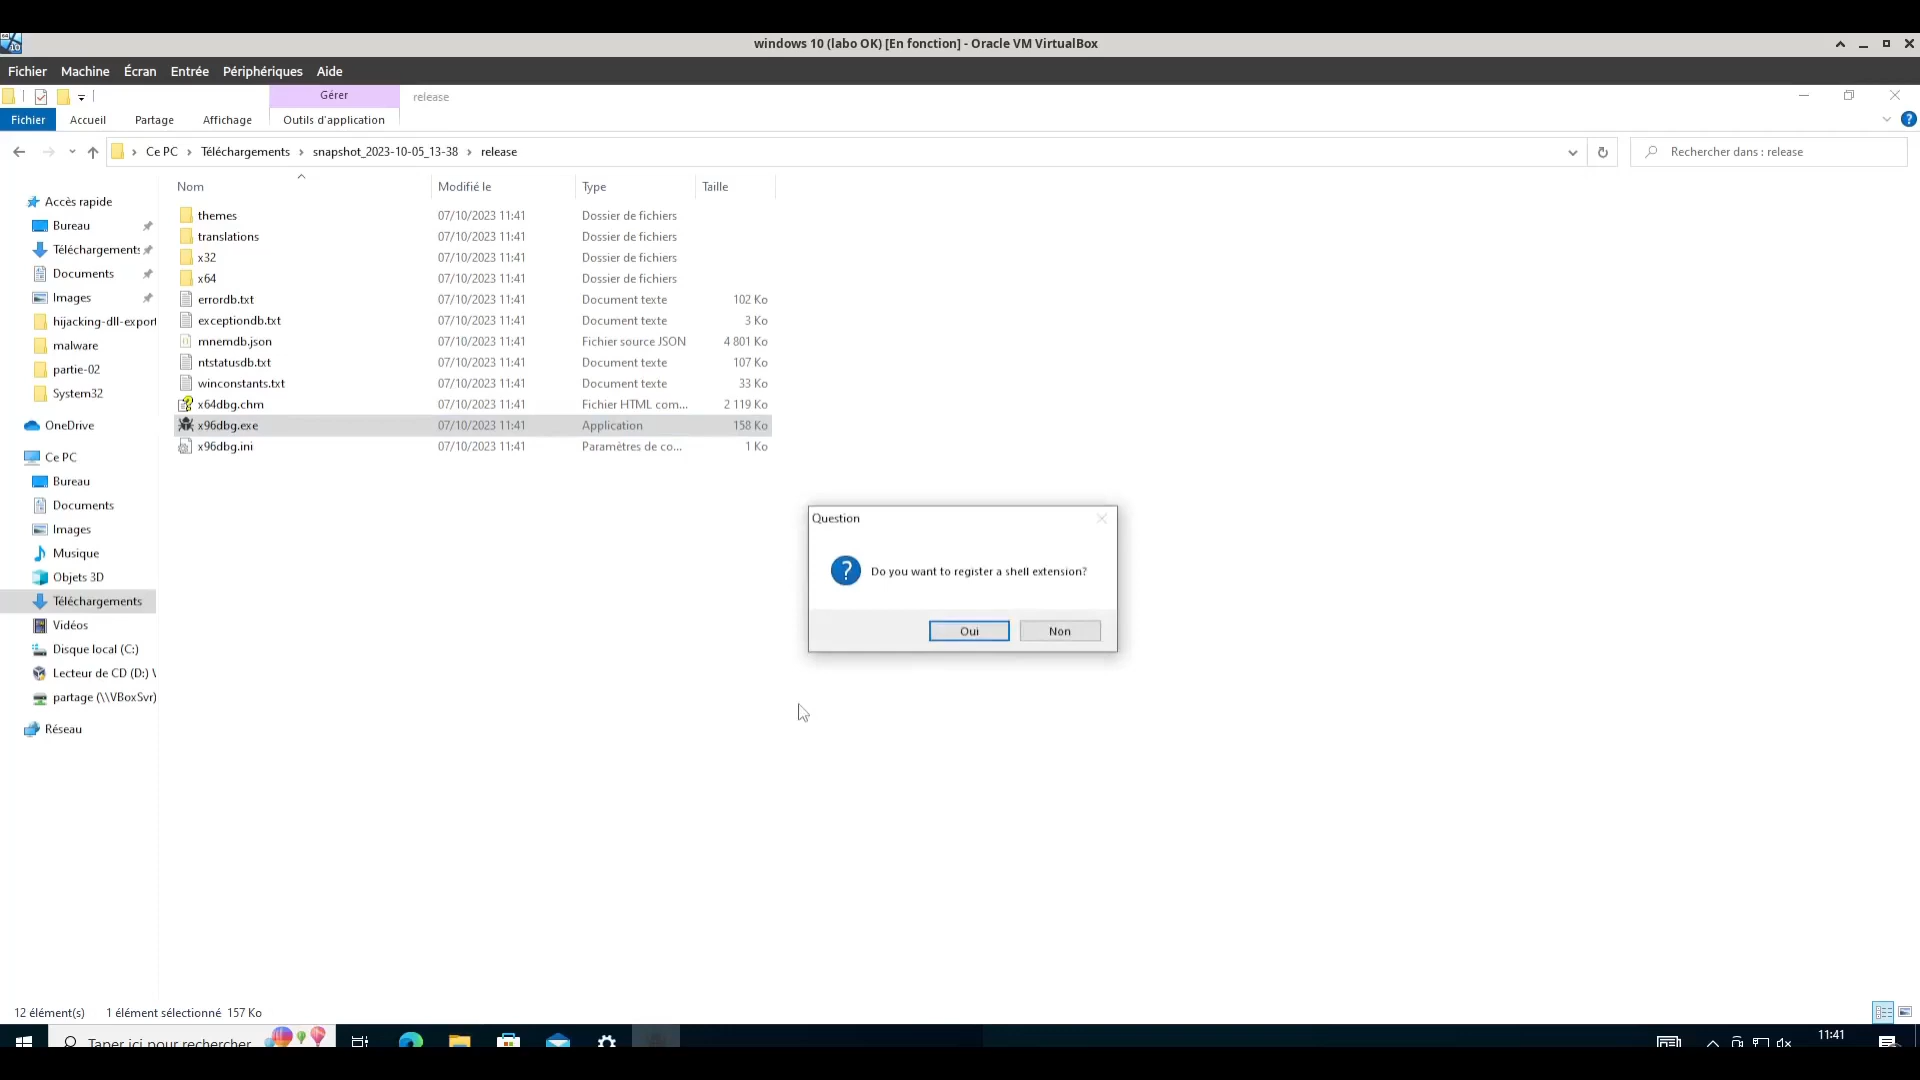 windows 10 (labo OK) [En fonction] - Oracle VM VirtualBox
Fichier Machine Écran Entrée Périphériques Aide
Gérer release
Fichier Accueil Partage Affichage Outils d'application
Ce PC Téléchargements snapshot_2023-10-05_13-38 release Rechercher dans : release
Nom Modifié le Type Taille
Accès rapide
Bureau
Téléchargements
Documents
Images
hijacking-dll-export
malware
partie-02
System32
OneDrive
Ce PC
Bureau
Documents
Images
Musique
Objets 3D
Téléchargements
Vidéos
Disque local (C:)
Lecteur de CD (D:) \
partage (\\VBoxSvr)
Réseau
themes 07/10/2023 11:41 Dossier de fichiers
translations 07/10/2023 11:41 Dossier de fichiers
x32 07/10/2023 11:41 Dossier de fichiers
x64 07/10/2023 11:41 Dossier de fichiers
errordb.txt 07/10/2023 11:41 Document texte 102 Ko
exceptiondb.txt 07/10/2023 11:41 Document texte 3 Ko
mnemdb.json 07/10/2023 11:41 Fichier source JSON 4 801 Ko
ntstatusdb.txt 07/10/2023 11:41 Document texte 107 Ko
winconstants.txt 07/10/2023 11:41 Document texte 33 Ko
x64dbg.chm 07/10/2023 11:41 Fichier HTML com... 2 119 Ko
x96dbg.exe 07/10/2023 11:41 Application 158 Ko
x96dbg.ini 07/10/2023 11:41 Paramètres de co... 1 Ko
Question
Do you want to register a shell extension?
Oui Non
12 élément(s) 1 élément sélectionné 157 Ko
Taper ici pour rechercher 11:41